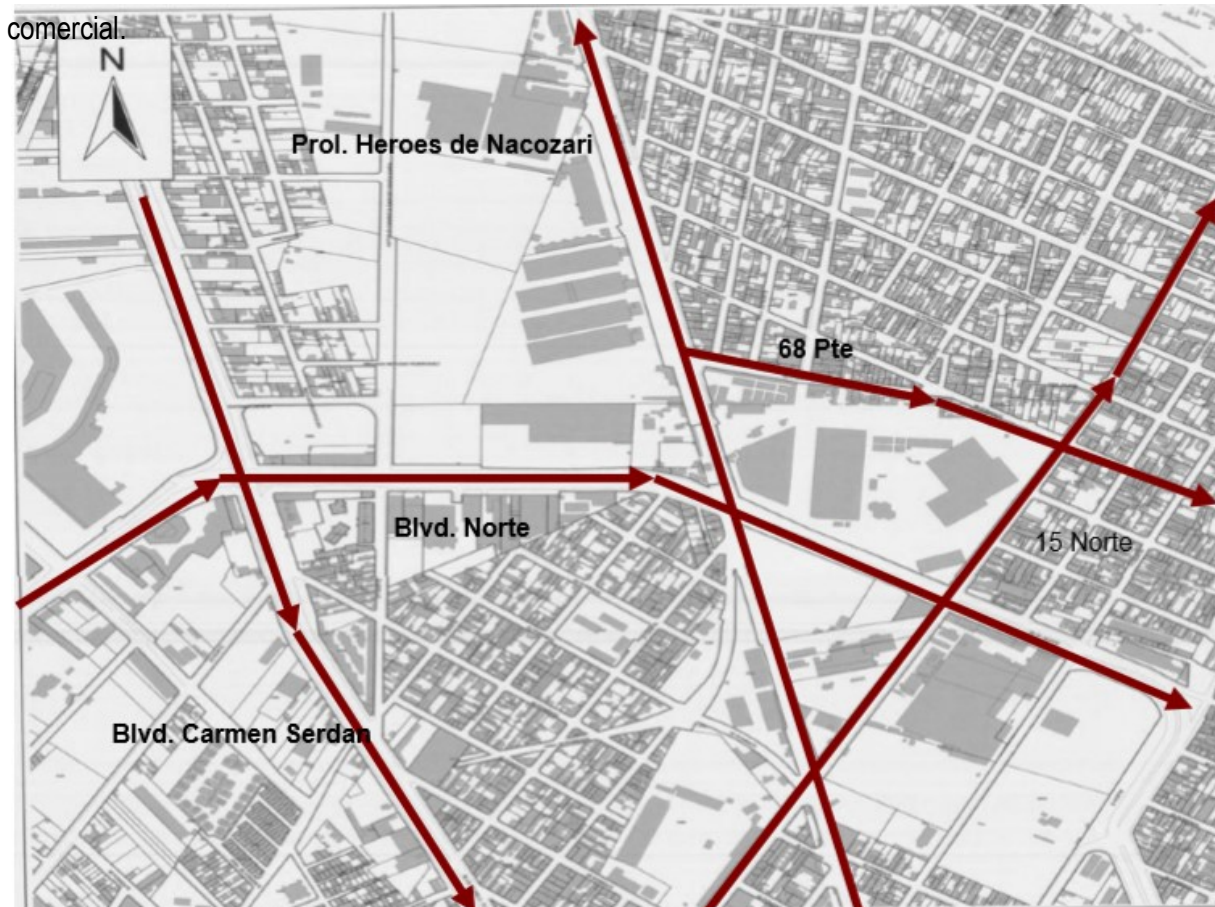 comercial.
N
Prol. Heroes de Nacozari
68 Pte
Blvd. Norte
15 Norte
Blvd. Carmen Serdan